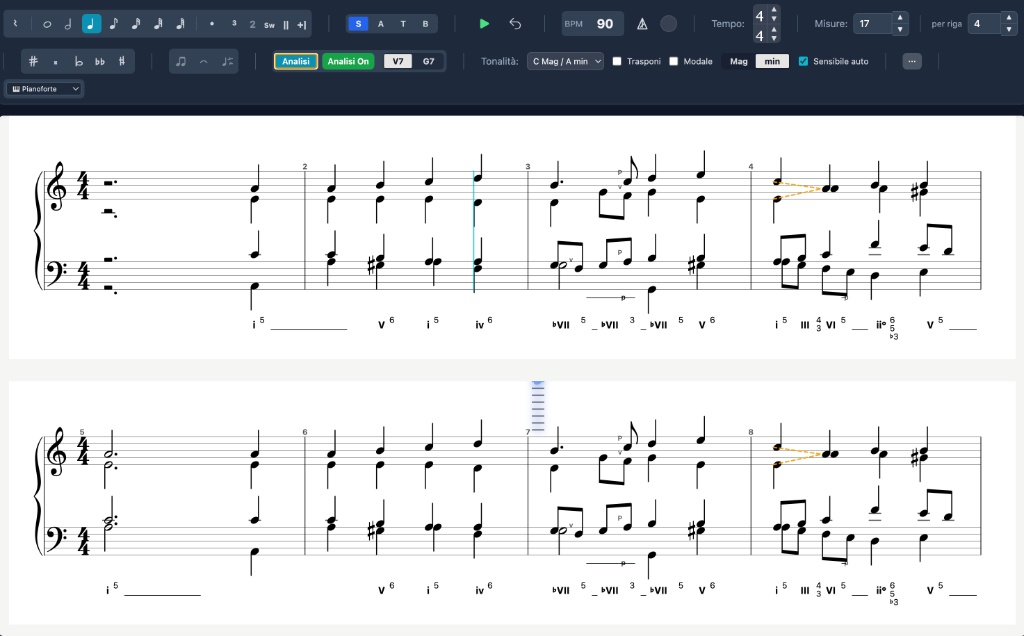 3 2 Sw
S A T B
BPM 90
Tempo: 4 4
Misure: 17
per riga 4
Analisi Analisi On V7 G7
Tonalità: C Mag / A min
Trasponi Modale Mag min
Sensibile auto
...
Pianoforte
2 3 4
P
V
V P
P
i 5 V 6 i 5 iv 6 ♭VII 5 _ ♭VII 3 _ ♭VII 5 V 6 i 5 III 4 3 VI 5 ii° 6 5 ♭3 V 5
5 6 7 8
P
V
V P
P
i 5 V 6 i 5 iv 6 ♭VII 5 _ ♭VII 3 _ ♭VII 5 V 6 i 5 III 4 3 VI 5 ii° 6 5 ♭3 V 5